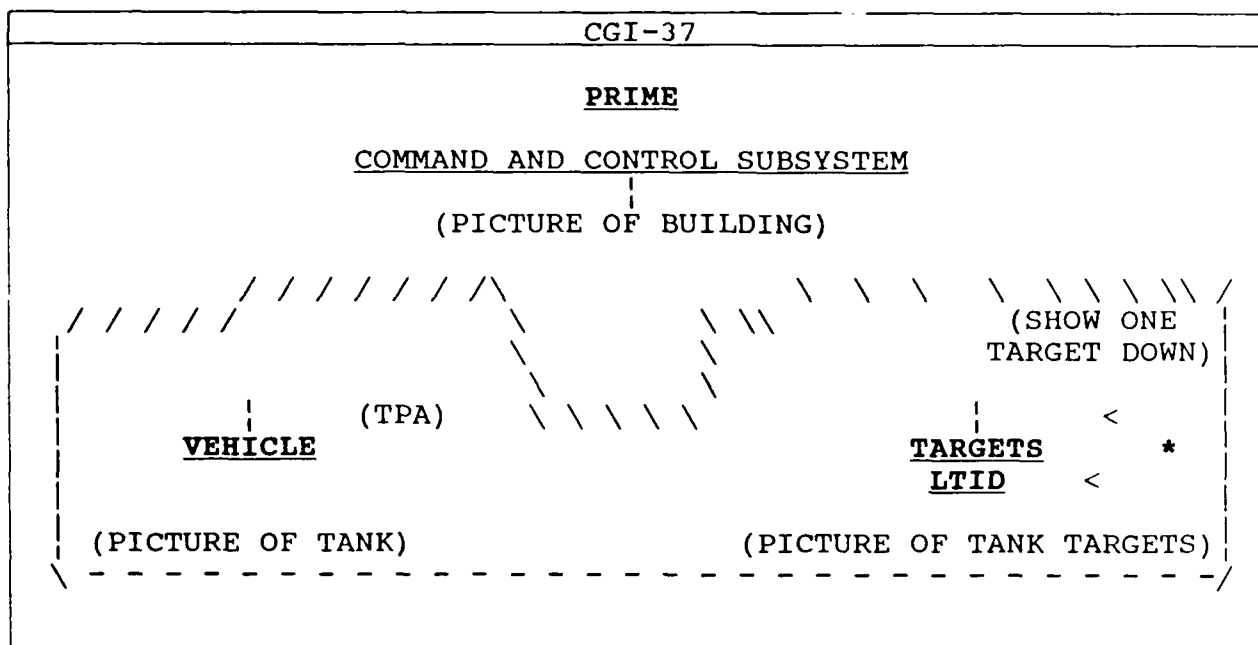 CGI-37
PRIME
COMMAND AND CONTROL SUBSYSTEM
(PICTURE OF BUILDING)
(SHOW ONE
TARGET DOWN)
(TPA) <
VEHICLE TARGETS *
LTID <
(PICTURE OF TANK) (PICTURE OF TANK TARGETS)